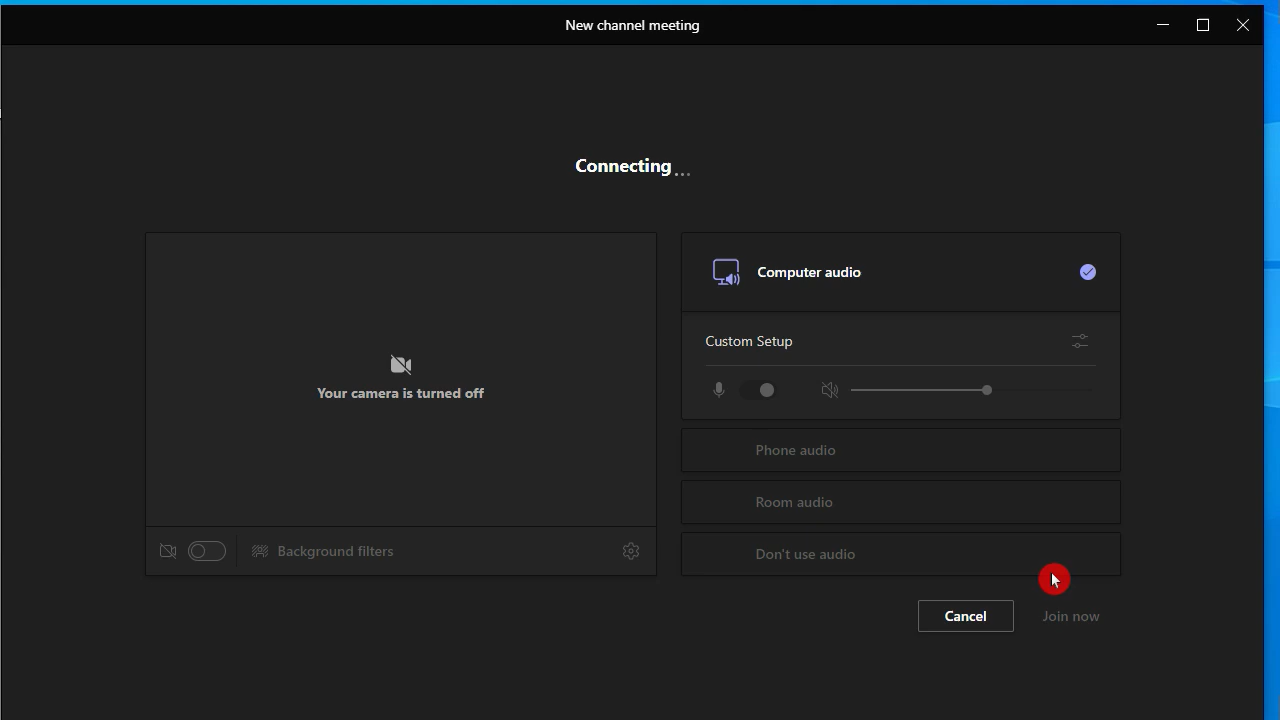 New channel meeting
Connecting...
Computer audio
Custom Setup
Your camera is turned off
Phone audio
Room audio
Background filters
Don't use audio
Cancel
Join now